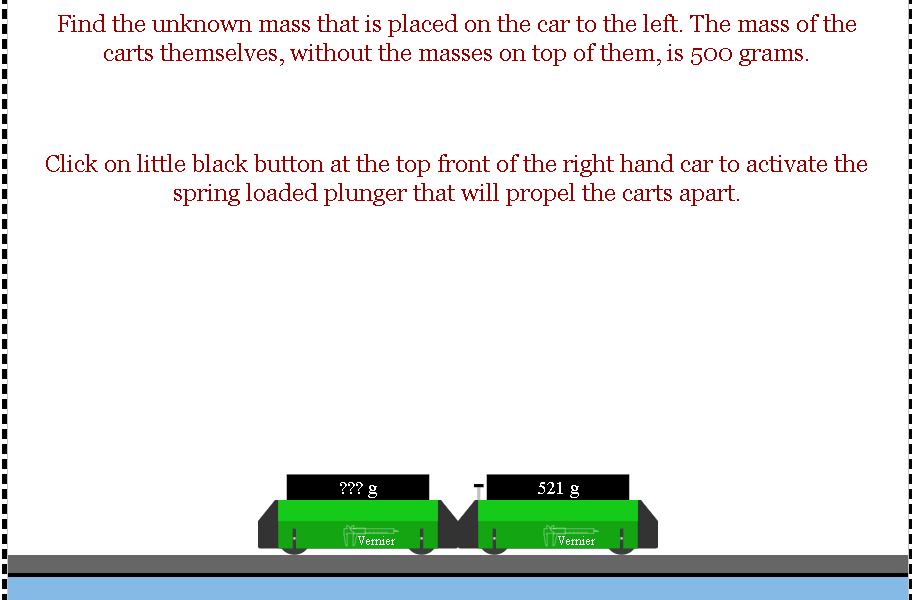 Find the unknown mass that is placed on the car to the left. The mass of the
carts themselves, without the masses on top of them, is 500 grams.
Click on little black button at the top front of the right hand car to activate the
spring loaded plunger that will propel the carts apart.
??? g
521 g
Vernier
Vernier